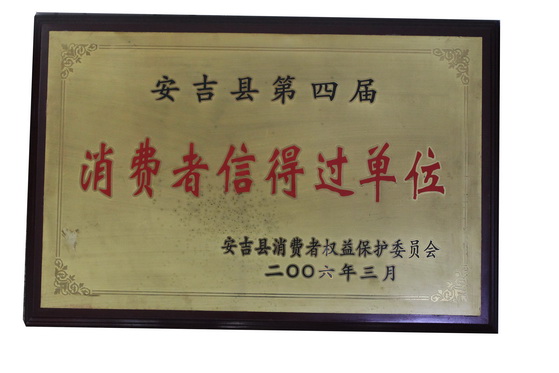 安吉县第四届
消费者信得过单位
安吉县消费者权益保护委员会
二〇〇六年三月